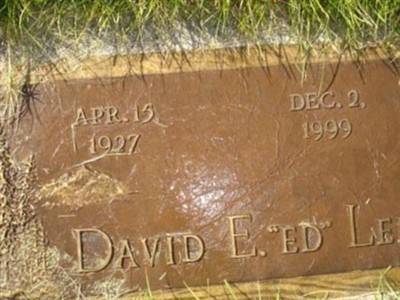 APR. 15 DEC. 2,
1927 1999
DAVID E. "ED"